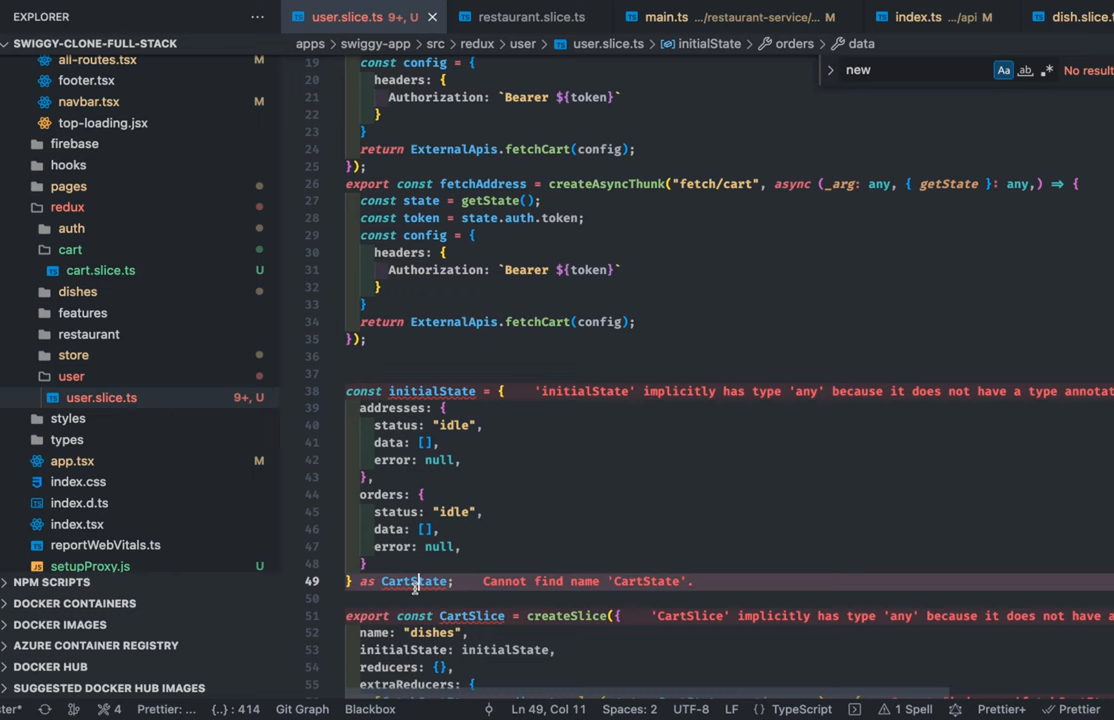 EXPLORER
user.slice.ts 9+, U
restaurant.slice.ts
main.ts .../restaurant-service/... M
index.ts .../api M
dish.slice.ts
SWIGGY-CLONE-FULL-STACK
apps > swiggy-app > src > redux > user > user.slice.ts > initialState > orders > data
new
Aa
ab
No result
all-routes.tsx M
footer.tsx
navbar.tsx M
top-loading.jsx
firebase
hooks
pages
redux
auth
cart
cart.slice.ts U
dishes
features
restaurant
store
user
user.slice.ts 9+, U
styles
types
app.tsx M
index.css
index.d.ts
index.tsx
reportWebVitals.ts
setupProxy.js U
NPM SCRIPTS
DOCKER CONTAINERS
DOCKER IMAGES
AZURE CONTAINER REGISTRY
DOCKER HUB
SUGGESTED DOCKER HUB IMAGES
19 const config = {
20 headers: {
21 Authorization: `Bearer ${token}`
22 }
23 }
24 return ExternalApis.fetchCart(config);
25 });
26 export const fetchAddress = createAsyncThunk("fetch/cart", async (_arg: any, { getState }: any,) => {
27 const state = getState();
28 const token = state.auth.token;
29 const config = {
30 headers: {
31 Authorization: `Bearer ${token}`
32 }
33 }
34 return ExternalApis.fetchCart(config);
35 });
36
37
38 const initialState = { 'initialState' implicitly has type 'any' because it does not have a type annotat
39 addresses: {
40 status: "idle",
41 data: [],
42 error: null,
43 },
44 orders: {
45 status: "idle",
46 data: [],
47 error: null,
48 }
49 } as CartState; Cannot find name 'CartState'.
50
51 export const CartSlice = createSlice({ 'CartSlice' implicitly has type 'any' because it does not have a
52 name: "dishes",
53 initialState: initialState,
54 reducers: {},
55 extraReducers: {
ster* 4 Prettier: ... : 414 Git Graph Blackbox Ln 49, Col 11 Spaces: 2 UTF-8 LF {} TypeScript 1 Spell Prettier+ Prettier